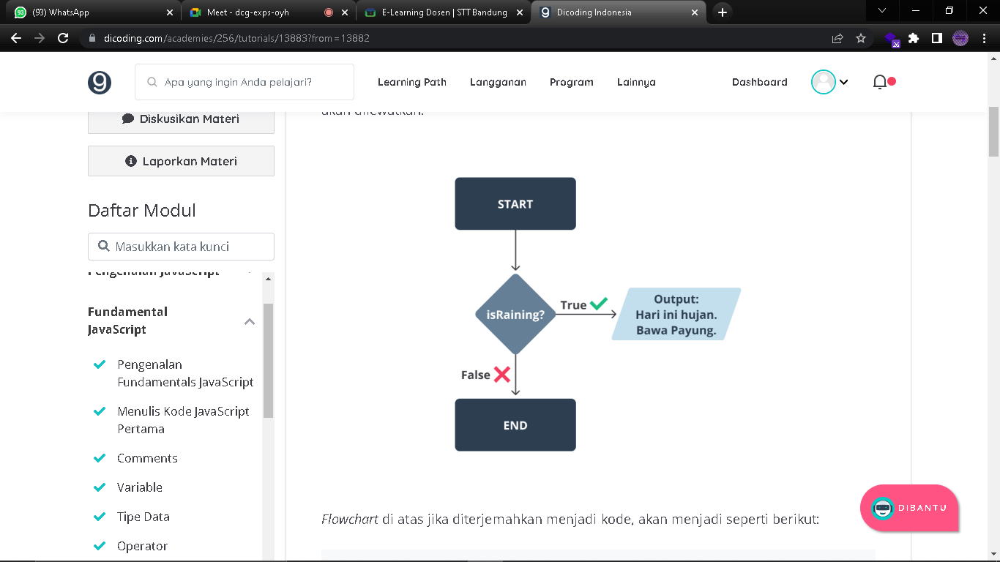 (93) WhatsApp
Meet - dcg-exps-oyh
E-Learning Dosen | STT Bandung
Dicoding Indonesia
dicoding.com/academies/256/tutorials/13883?from=13882
26
Apa yang ingin Anda pelajari?
Learning Path
Langganan
Program
Lainnya
Dashboard
Diskusikan Materi
Laporkan Materi
Daftar Modul
Masukkan kata kunci
Pengenalan JavaScript
Fundamental
JavaScript
Pengenalan
Fundamentals JavaScript
Menulis Kode JavaScript
Pertama
Comments
Variable
Tipe Data
Operator
akan dilewatkan.
START
isRaining?
True
Output:
Hari ini hujan.
Bawa Payung.
False
END
Flowchart di atas jika diterjemahkan menjadi kode, akan menjadi seperti berikut:
DIBANTU